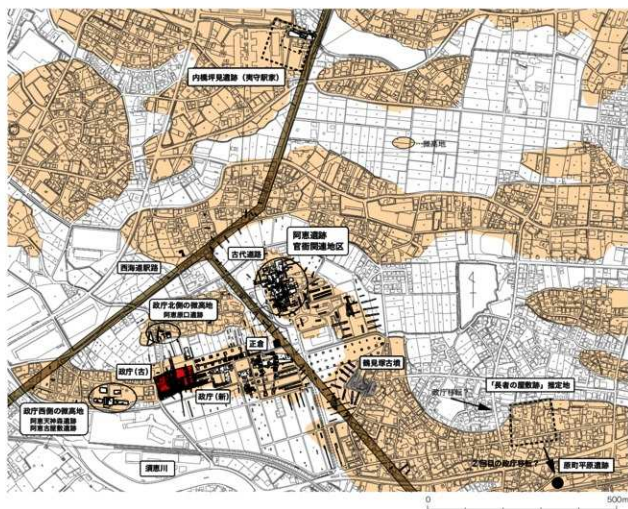 内橋坪見遺跡（夷守駅家）
…微高地
阿恵遺跡
官衙関連地区
古代道路
西海道駅路
政庁北側の微高地
阿恵原口遺跡
正倉
政庁（古）
鶴見塚古墳
「長者の屋敷跡」推定地
政庁移転？
政庁（新）
政庁西側の微高地
阿恵天神森遺跡
阿恵古屋敷遺跡
2回目の政庁移転？
原町平原遺跡
須恵川
0
500m